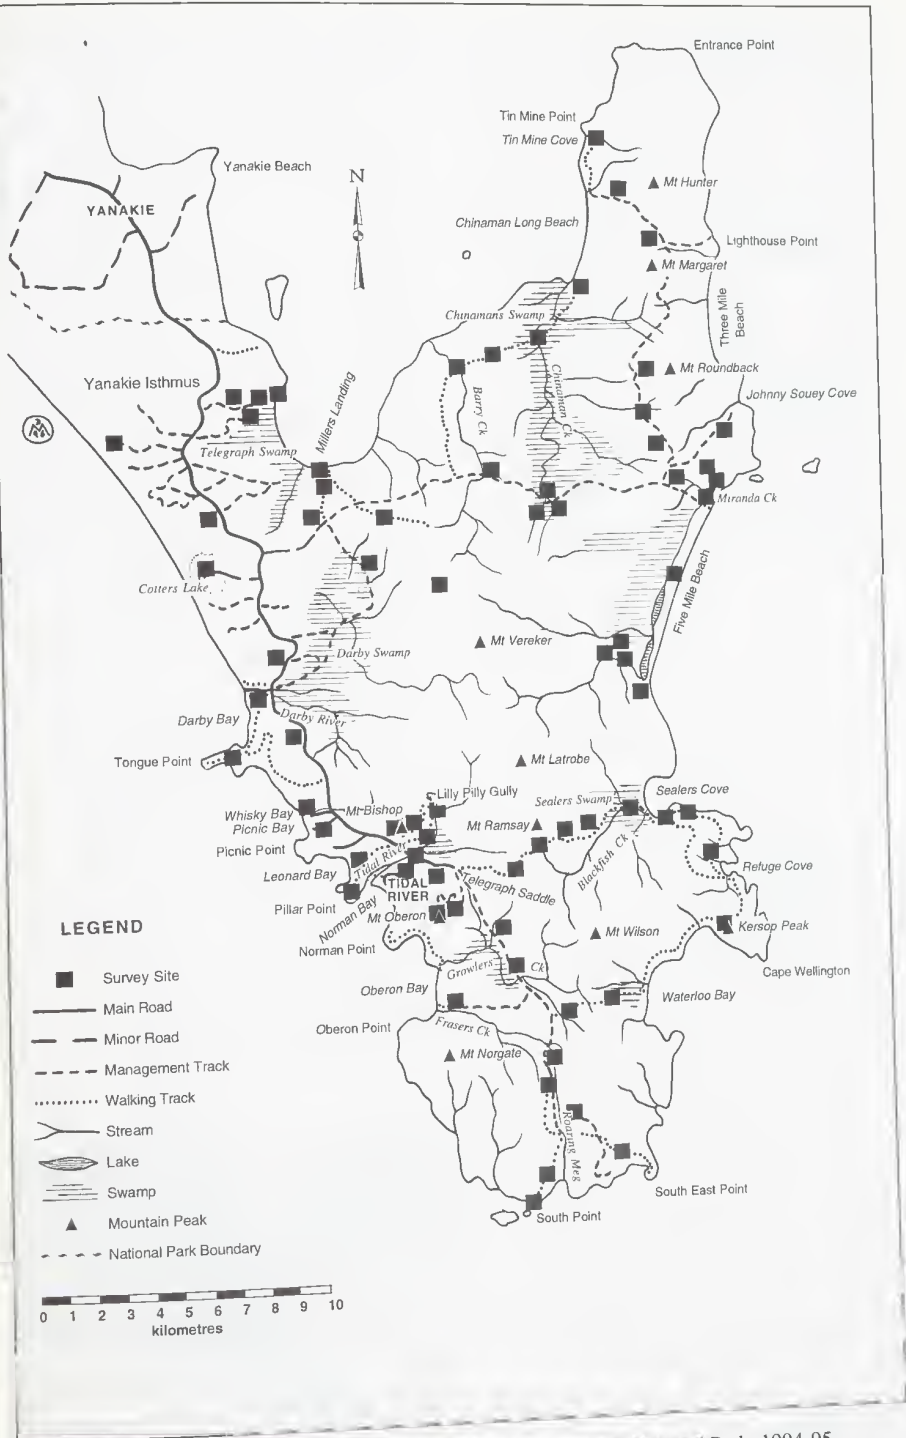 Entrance Point
Tin Mine Point
Tin Mine Cove
Yanakie Beach
N
Mt Hunter
YANAKIE
Chinaman Long Beach
Lighthouse Point
Mt Margaret
Three Mile
Beach
Chinamans Swamp
Yanakie Isthmus
Millers Landing
Barry Ck
Chinaman Ck
Mt Roundback
Johnny Souey Cove
Telegraph Swamp
Miranda Ck
Cotters Lake
Five Mile Beach
Mt Vereker
Darby Swamp
Darby Bay
Darby River
Tongue Point
Mt Latrobe
Lilly Pilly Gully
Sealers Swamp
Sealers Cove
Whisky Bay
Mt Bishop
Picnic Bay
Mt Ramsay
Picnic Point
Tidal River
Blackfish Ck
Refuge Cove
Leonard Bay
TIDAL
RIVER
Telegraph Saddle
Pillar Point
Norman Bay
Mt Oberon
Kersop Peak
LEGEND
Norman Point
Mt Wilson
Growlers Ck
Cape Wellington
Survey Site
Oberon Bay
Waterloo Bay
Main Road
Oberon Point
Frasers Ck
Minor Road
Mt Norgate
Management Track
Walking Track
Roaring Meg
Stream
Lake
Swamp
South East Point
Mountain Peak
South Point
National Park Boundary
0 1 2 3 4 5 6 7 8 9 10
kilometres
1994-95